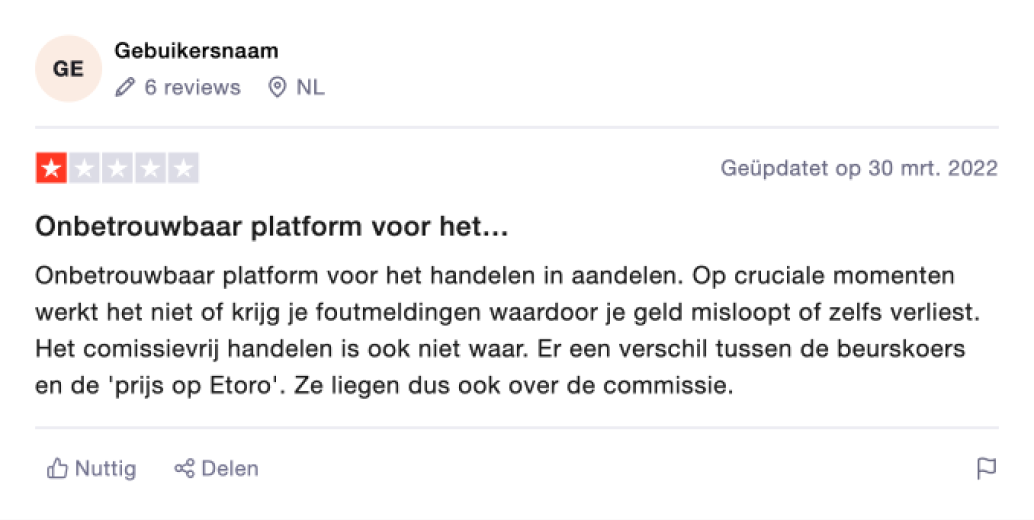 GE
Gebuikersnaam
6 reviews NL
Geüpdatet op 30 mrt. 2022
Onbetrouwbaar platform voor het...
Onbetrouwbaar platform voor het handelen in aandelen. Op cruciale momenten
werkt het niet of krijg je foutmeldingen waardoor je geld misloopt of zelfs verliest.
Het comissievrij handelen is ook niet waar. Er een verschil tussen de beurskoers
en de 'prijs op Etoro'. Ze liegen dus ook over de commissie.
Nuttig Delen